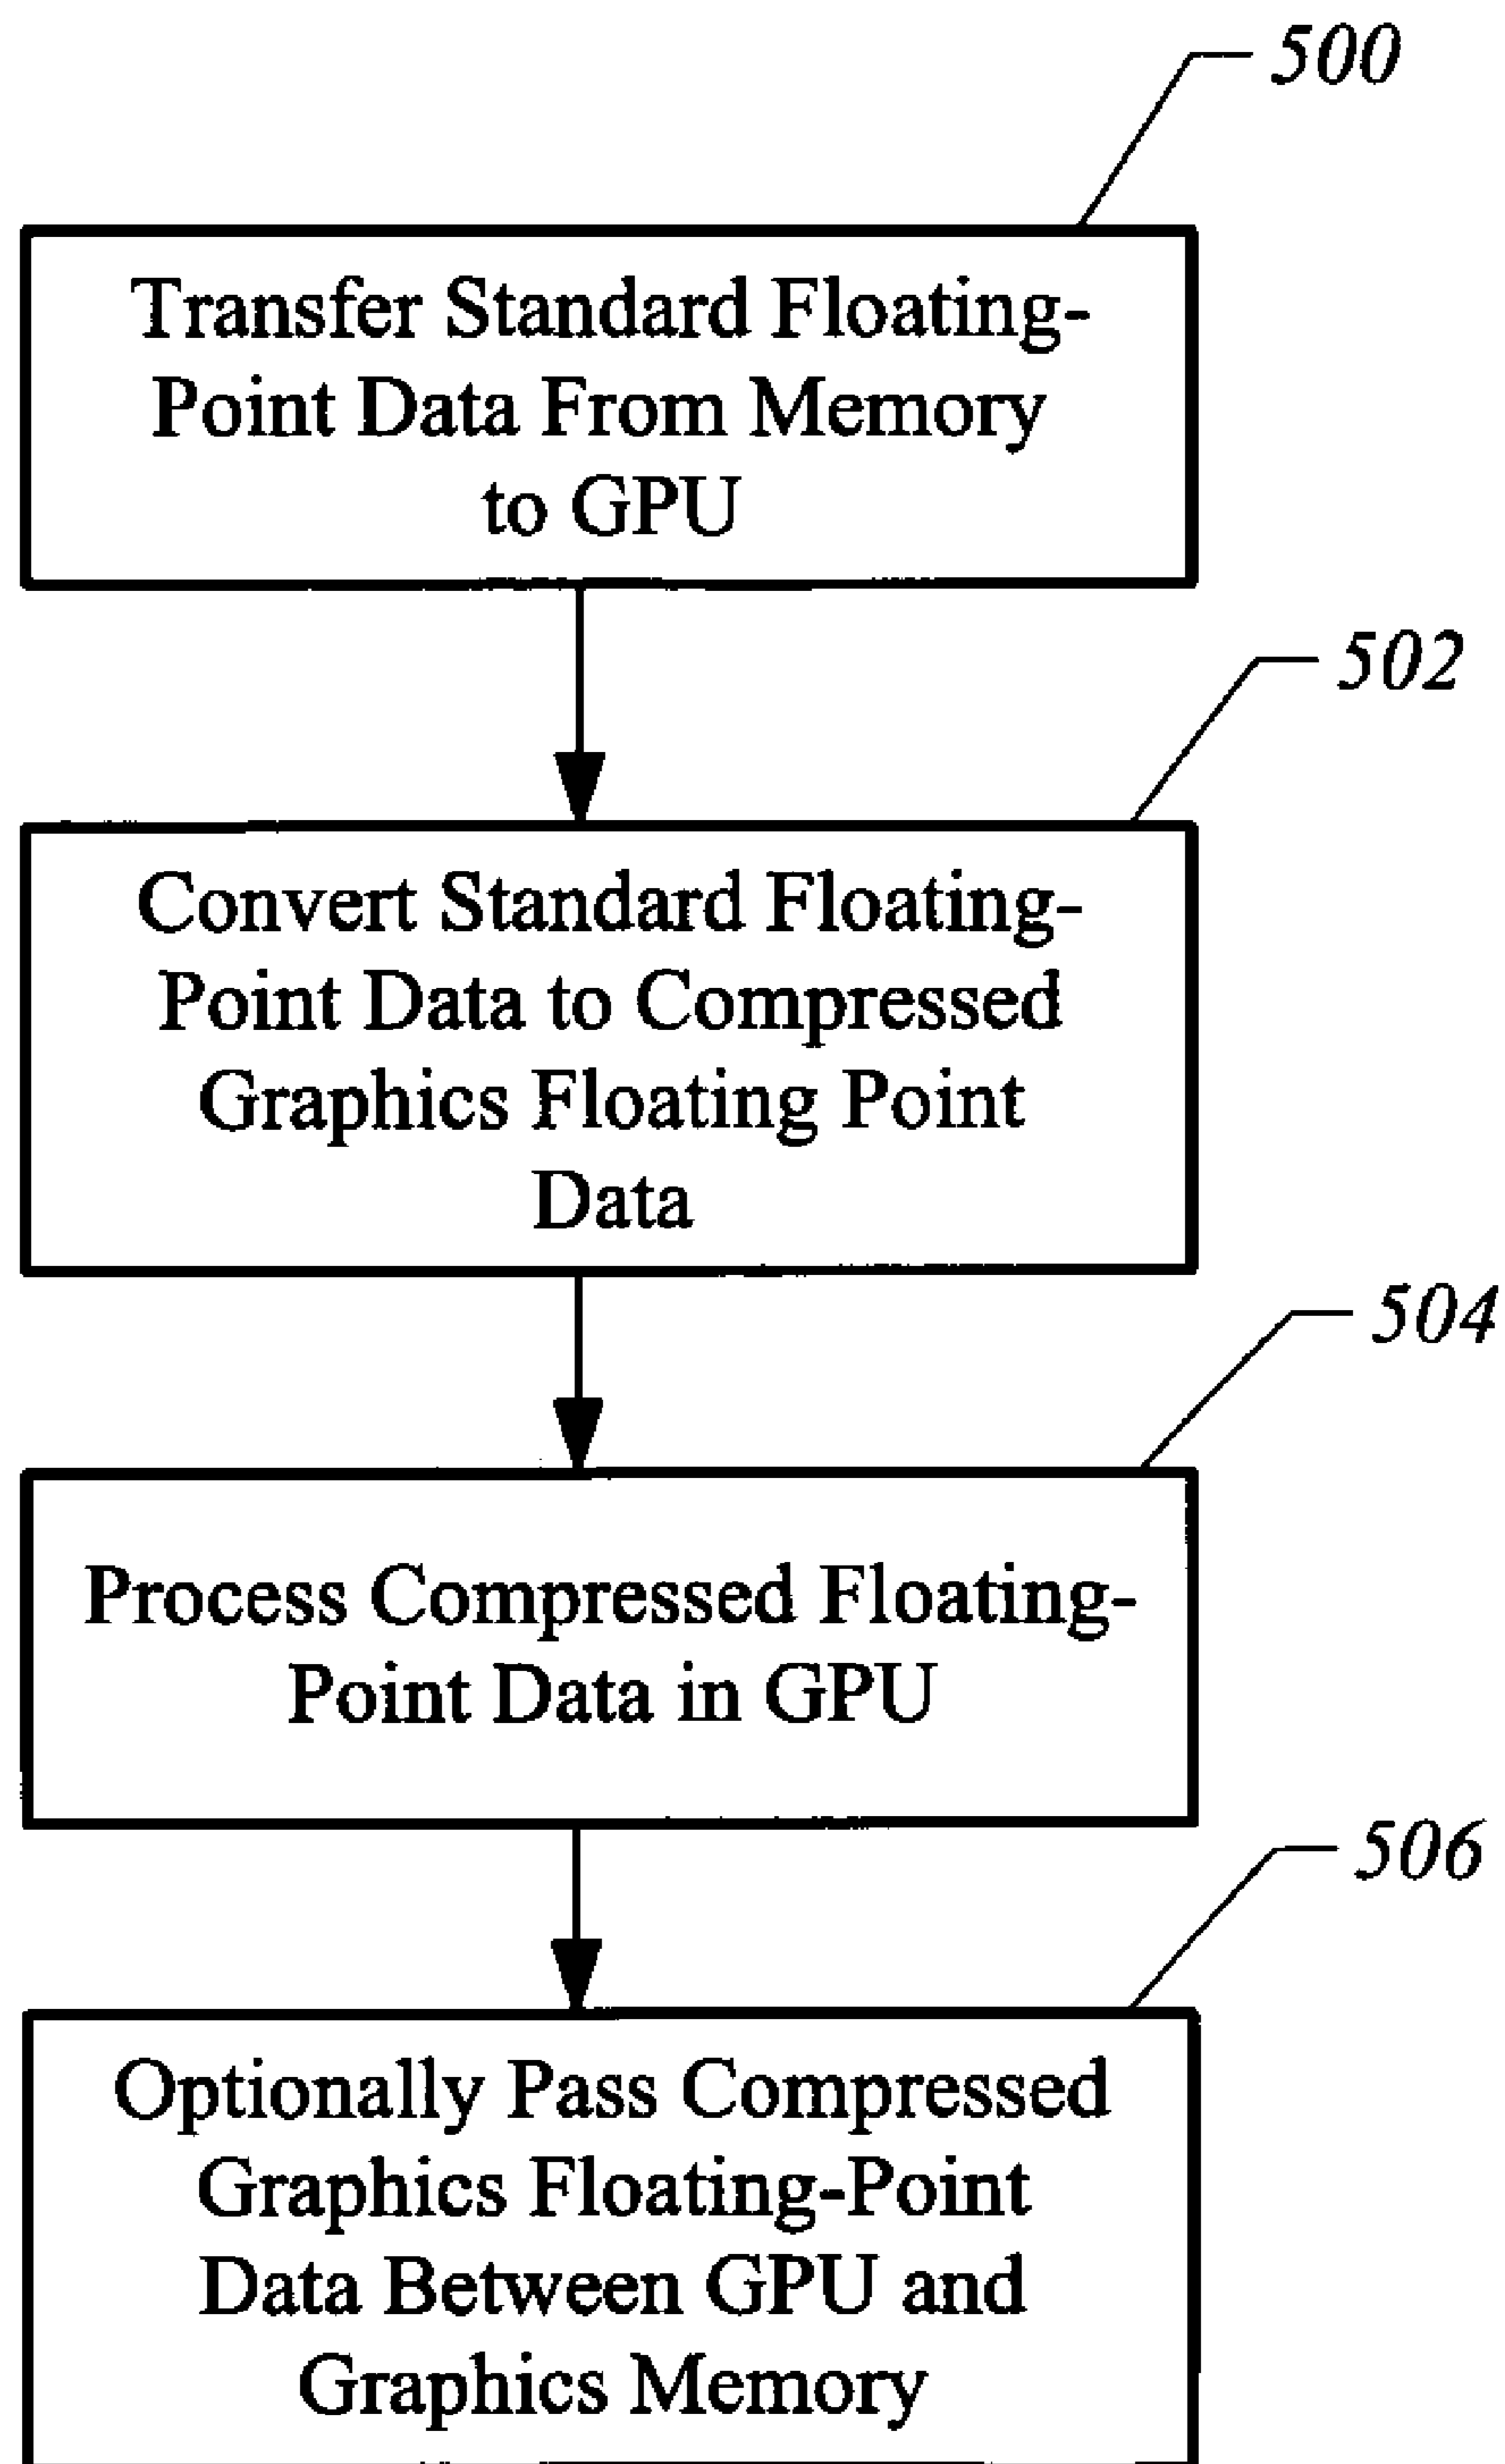 500
Transfer Standard Floating-
Point Data From Memory
to GPU
502
Convert Standard Floating-
Point Data to Compressed
Graphics Floating Point
Data
504
Process Compressed Floating-
Point Data in GPU
506
Optionally Pass Compressed
Graphics Floating-Point
Data Between GPU and
Graphics Memory